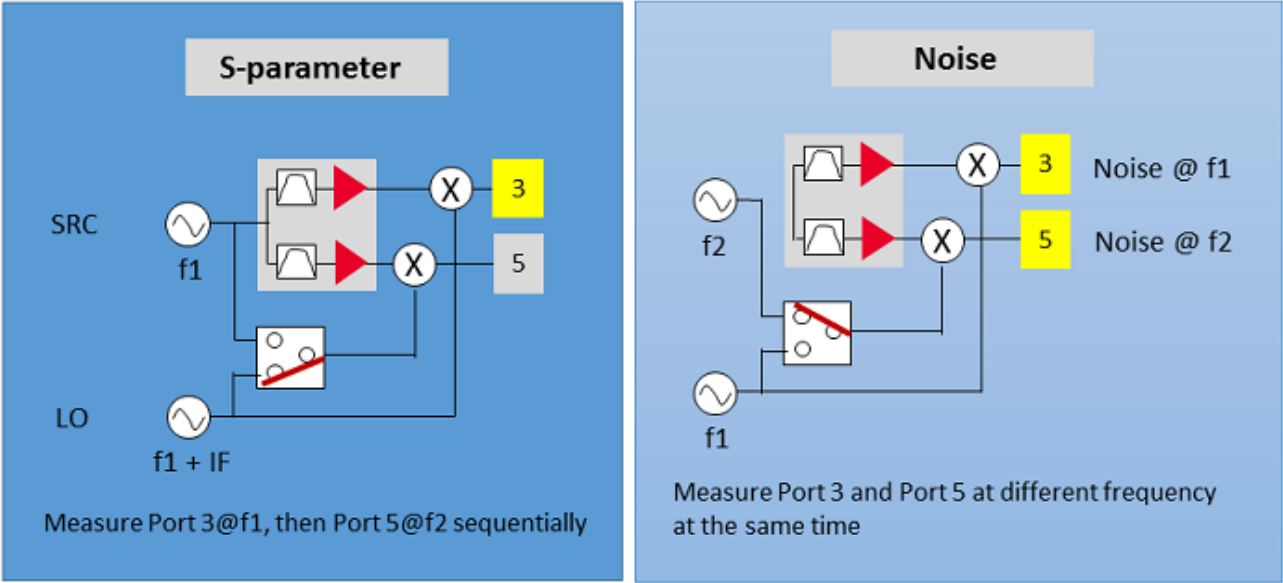 S-parameter
X
3
SRC
f1
X
5
LO
f1 + IF
Measure Port 3@f1, then Port 5@f2 sequentially
Noise
X
3
Noise @ f1
f2
X
5
Noise @ f2
f1
Measure Port 3 and Port 5 at different frequency
at the same time